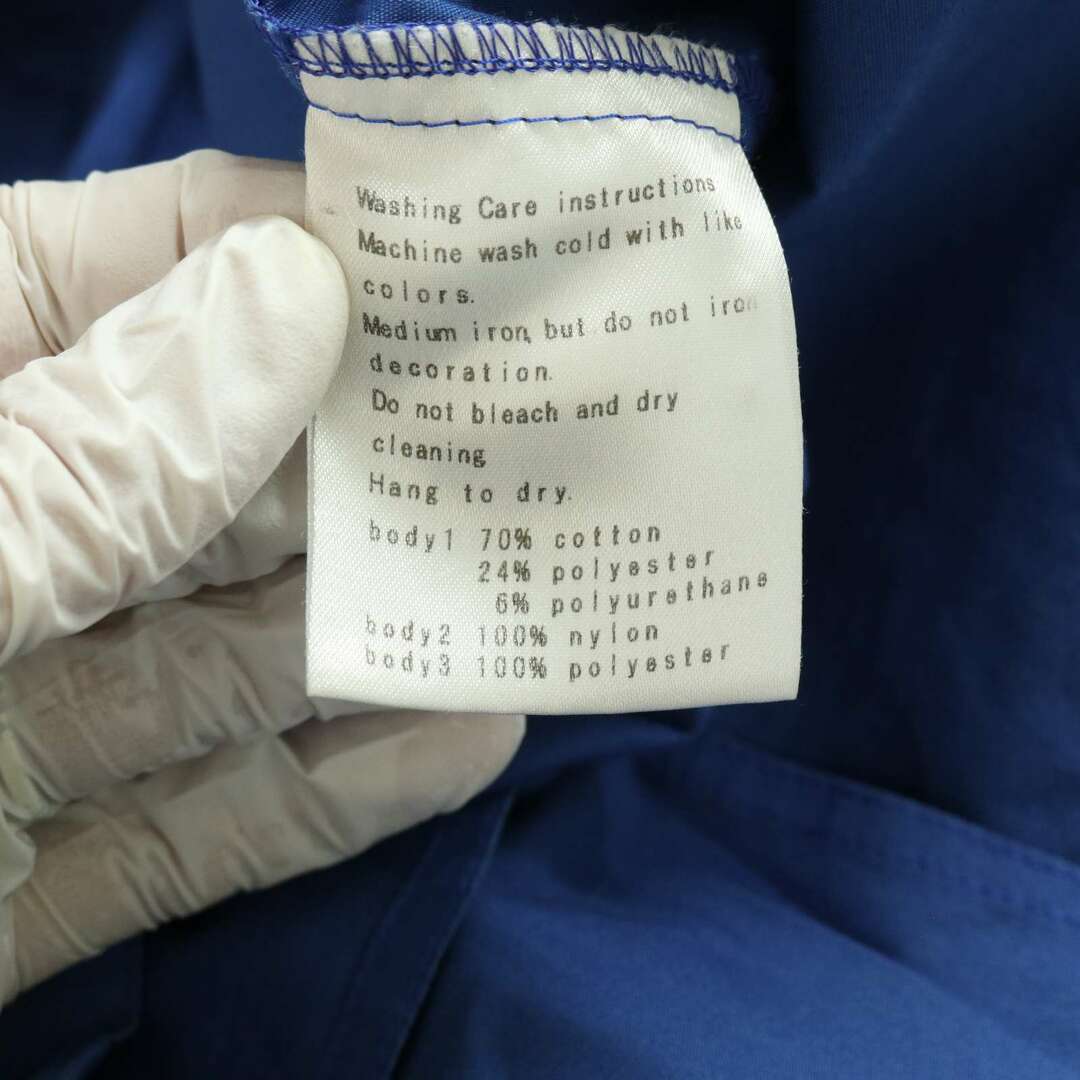 Washing Care instructions
Machine wash cold with like
colors.
Medium iron, but do not iron
decoration.
Do not bleach and dry
cleaning.
Hang to dry.
body1 70% cotton
24% polyester
6% polyurethane
body2 100% nylon
body3 100% polyester